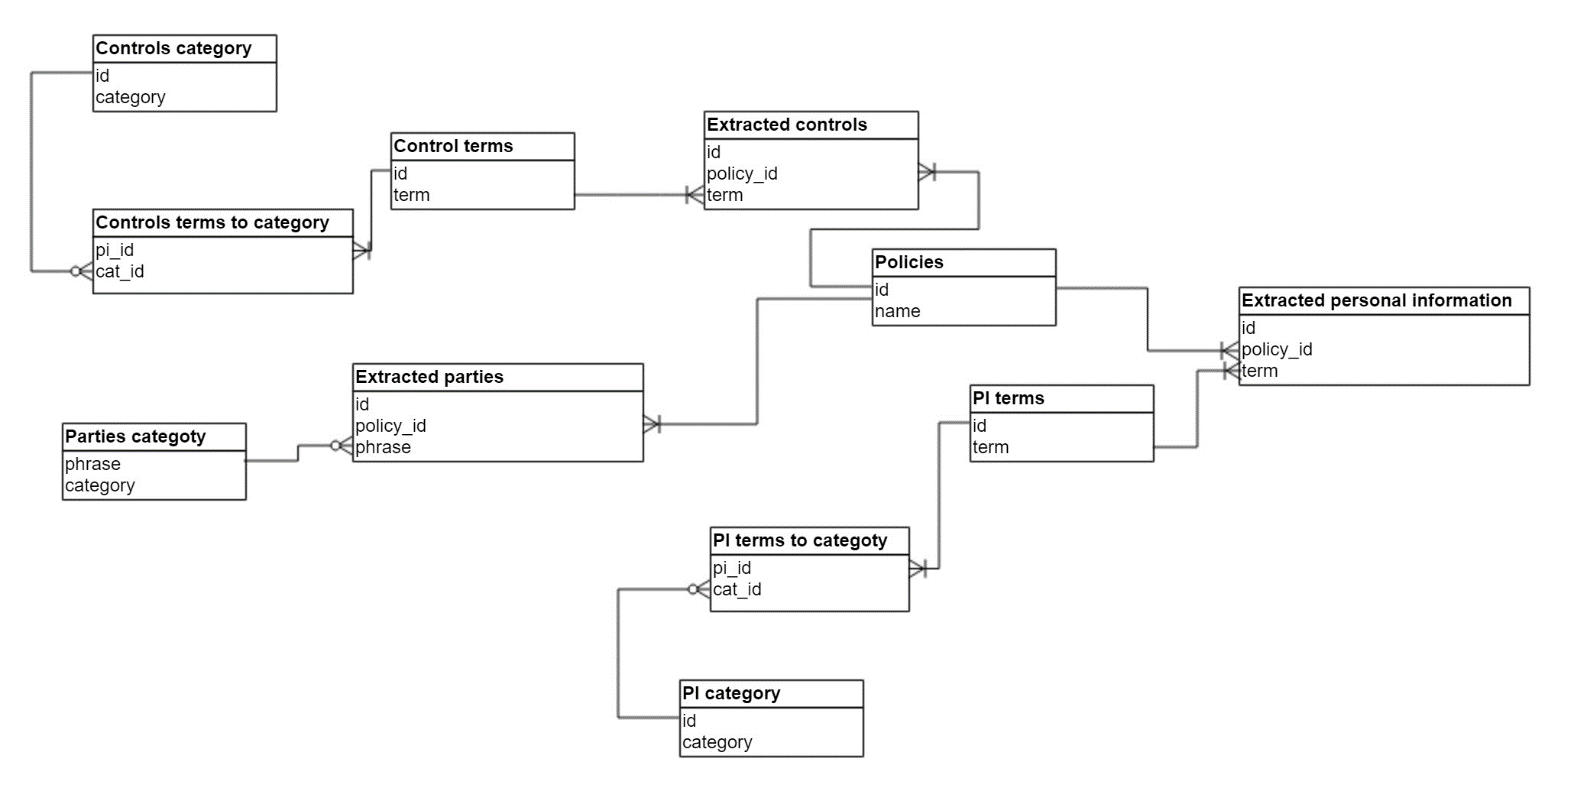 Controls category
id
category
Extracted controls
id
policy_id
term
Control terms
id
term
Controls terms to category
pi_id
cat_id
Policies
id
name
Extracted personal information
id
policy_id
term
Extracted parties
id
policy_id
phrase
PI terms
id
term
Parties categoty
phrase
category
PI terms to categoty
pi_id
cat_id
PI category
id
category